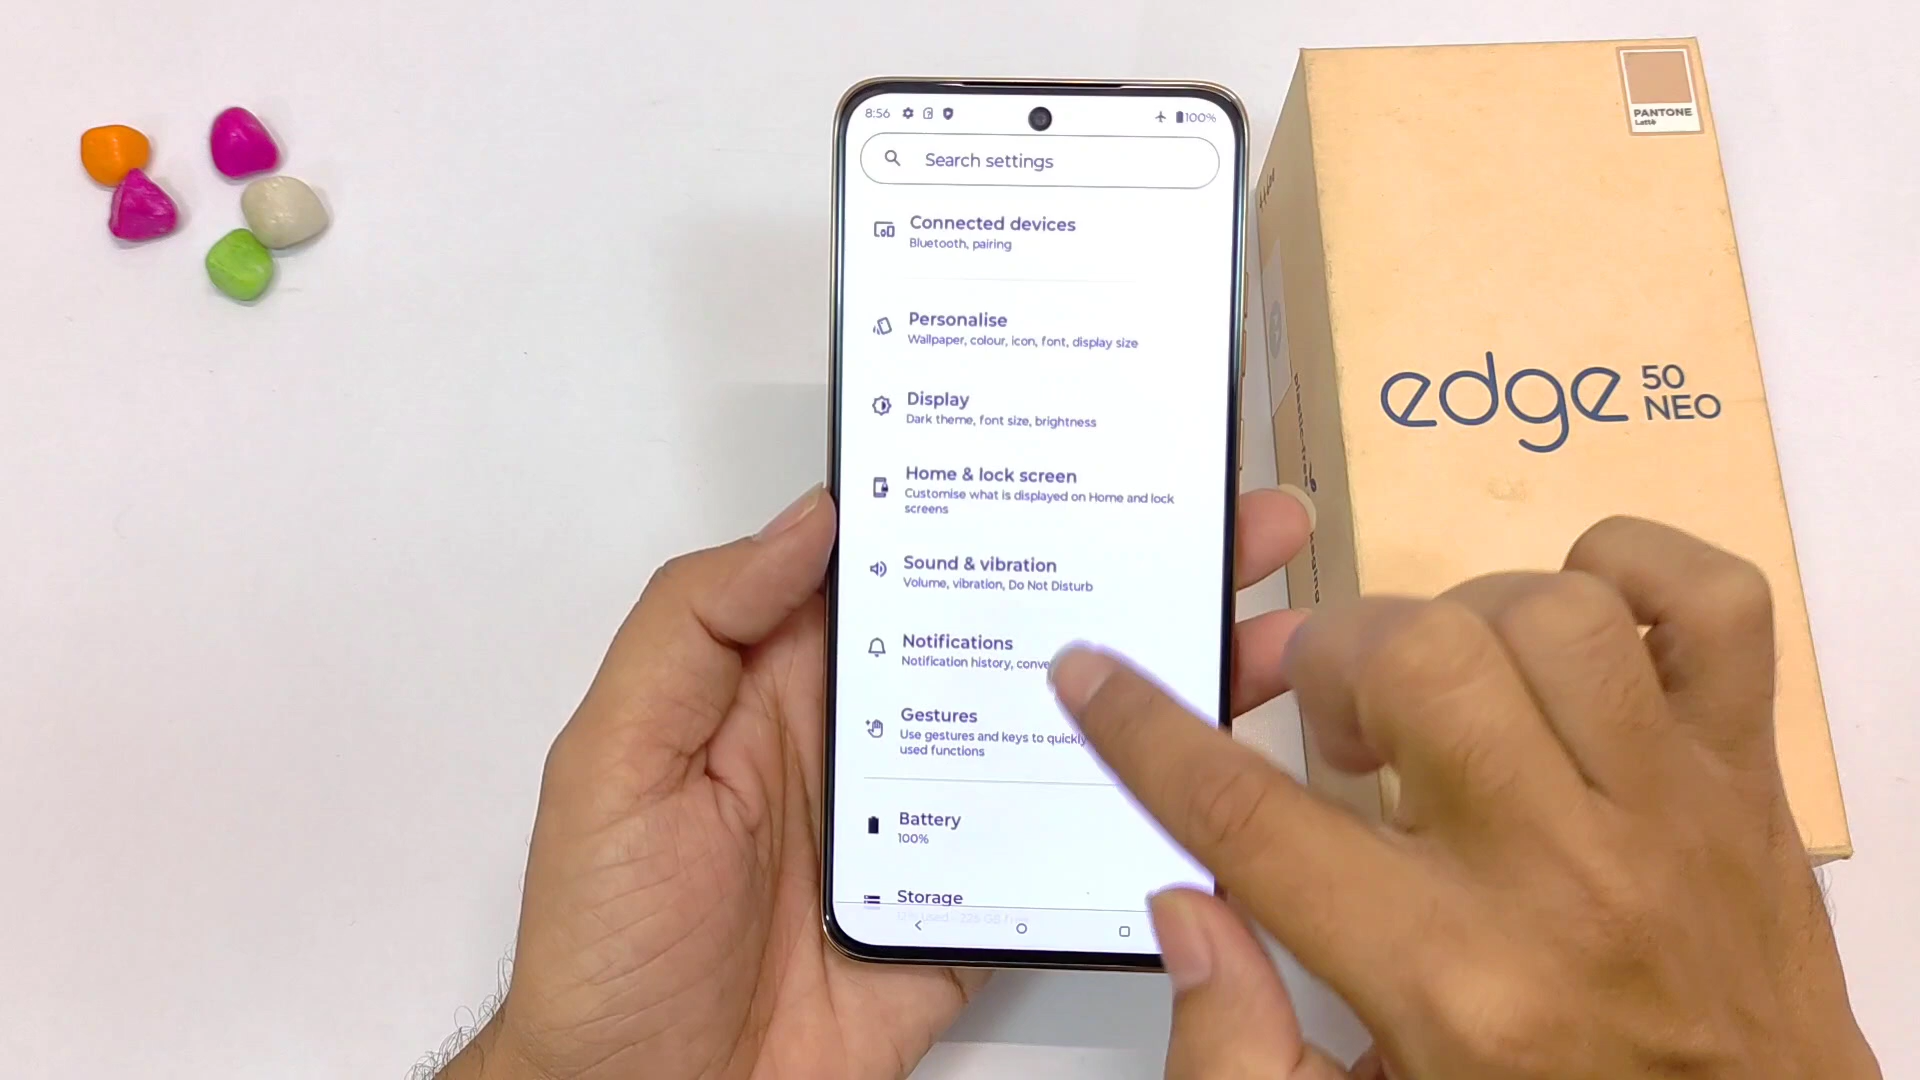 8:56
100%
Search settings
Connected devices
Bluetooth, pairing
Personalise
Wallpaper, colour, icon, font, display size
Display
Dark theme, font size, brightness
Home & lock screen
Customise what is displayed on Home and lock
screens
Sound & vibration
Volume, vibration, Do Not Disturb
Notifications
Notification history,
Gestures
Use gestures and keys to quickly
used functions
Battery
100%
Storage
PANTONE
Latte
edge 50
NEO